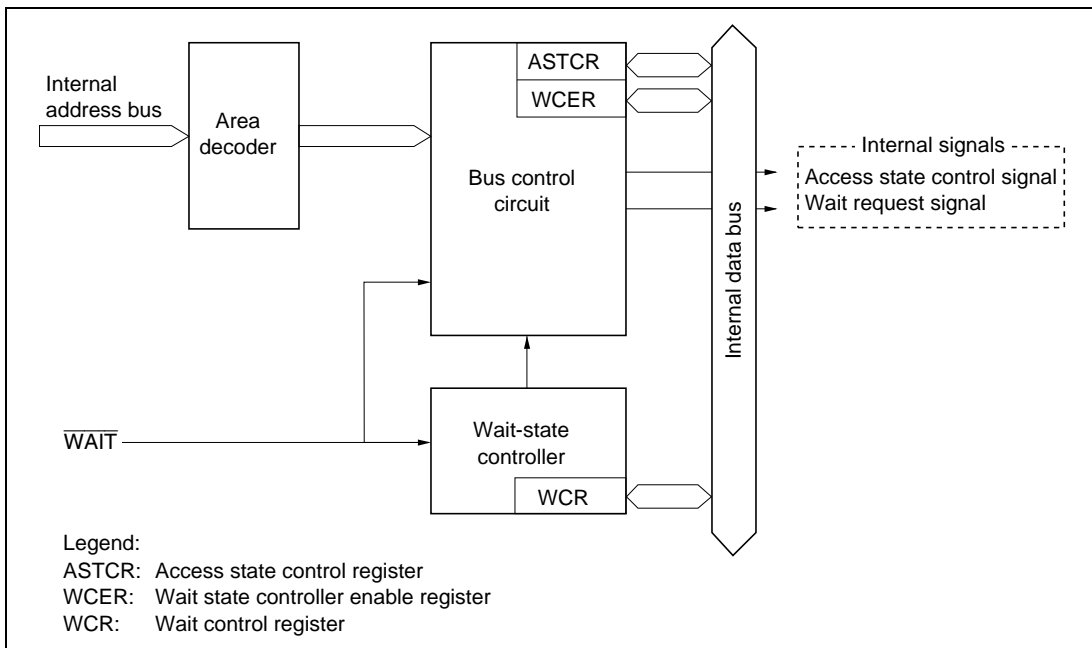 Internal
address bus
Area
decoder
ASTCR
WCER
Bus control
circuit
Internal signals
Access state control signal
Wait request signal
Internal data bus
W̅A̅I̅T̅
Wait-state
controller
WCR
Legend:
ASTCR: Access state control register
WCER: Wait state controller enable register
WCR: Wait control register